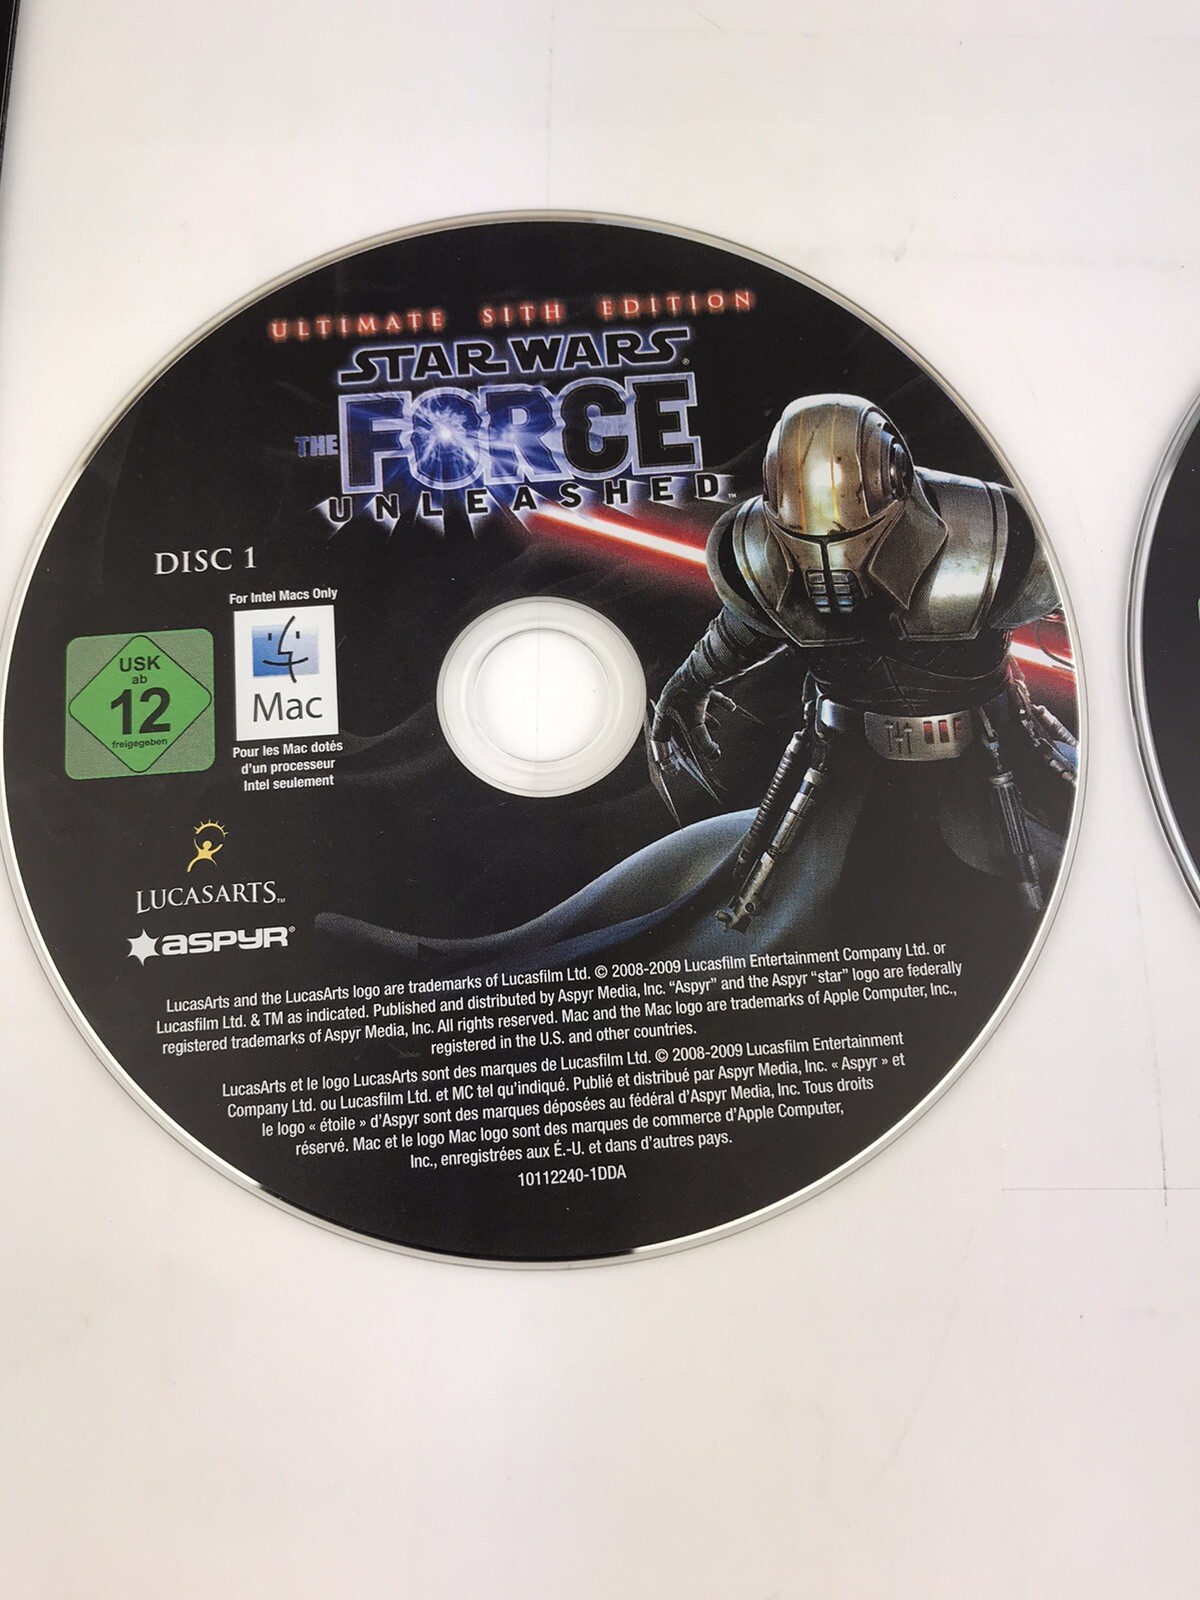 ULTIMATE SITH EDITION
STAR WARS®
THE FORCE
UNLEASHED™
DISC 1
For Intel Macs Only
Mac
Pour les Mac dotés
d'un processeur
Intel seulement
USK
ab
12
freigegeben
LUCASARTS™
ASPYR®
LucasArts and the LucasArts logo are trademarks of Lucasfilm Ltd. © 2008-2009 Lucasfilm Entertainment Company Ltd. or
Lucasfilm Ltd. & TM as indicated. Published and distributed by Aspyr Media, Inc. “Aspyr” and the Aspyr “star” logo are federally
registered trademarks of Aspyr Media, Inc. All rights reserved. Mac and the Mac logo are trademarks of Apple Computer, Inc.,
registered in the U.S. and other countries.
LucasArts et le logo LucasArts sont des marques de Lucasfilm Ltd. © 2008-2009 Lucasfilm Entertainment
Company Ltd. ou Lucasfilm Ltd. et MC tel qu'indiqué. Publié et distribué par Aspyr Media, Inc. « Aspyr » et
le logo « étoile » d'Aspyr sont des marques déposées au fédéral d'Aspyr Media, Inc. Tous droits
réservé. Mac et le logo Mac logo sont des marques de commerce d'Apple Computer,
Inc., enregistrées aux É.-U. et dans d'autres pays.
10112240-1DDA